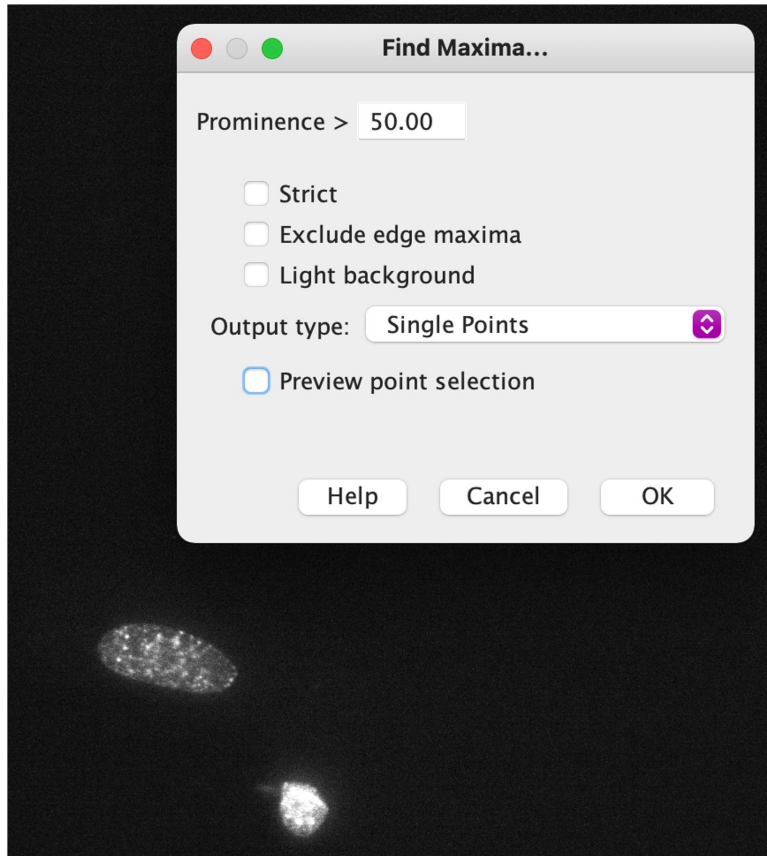 Find Maxima...
Prominence > 50.00
Strict
Exclude edge maxima
Light background
Output type: Single Points
Preview point selection
Help Cancel OK